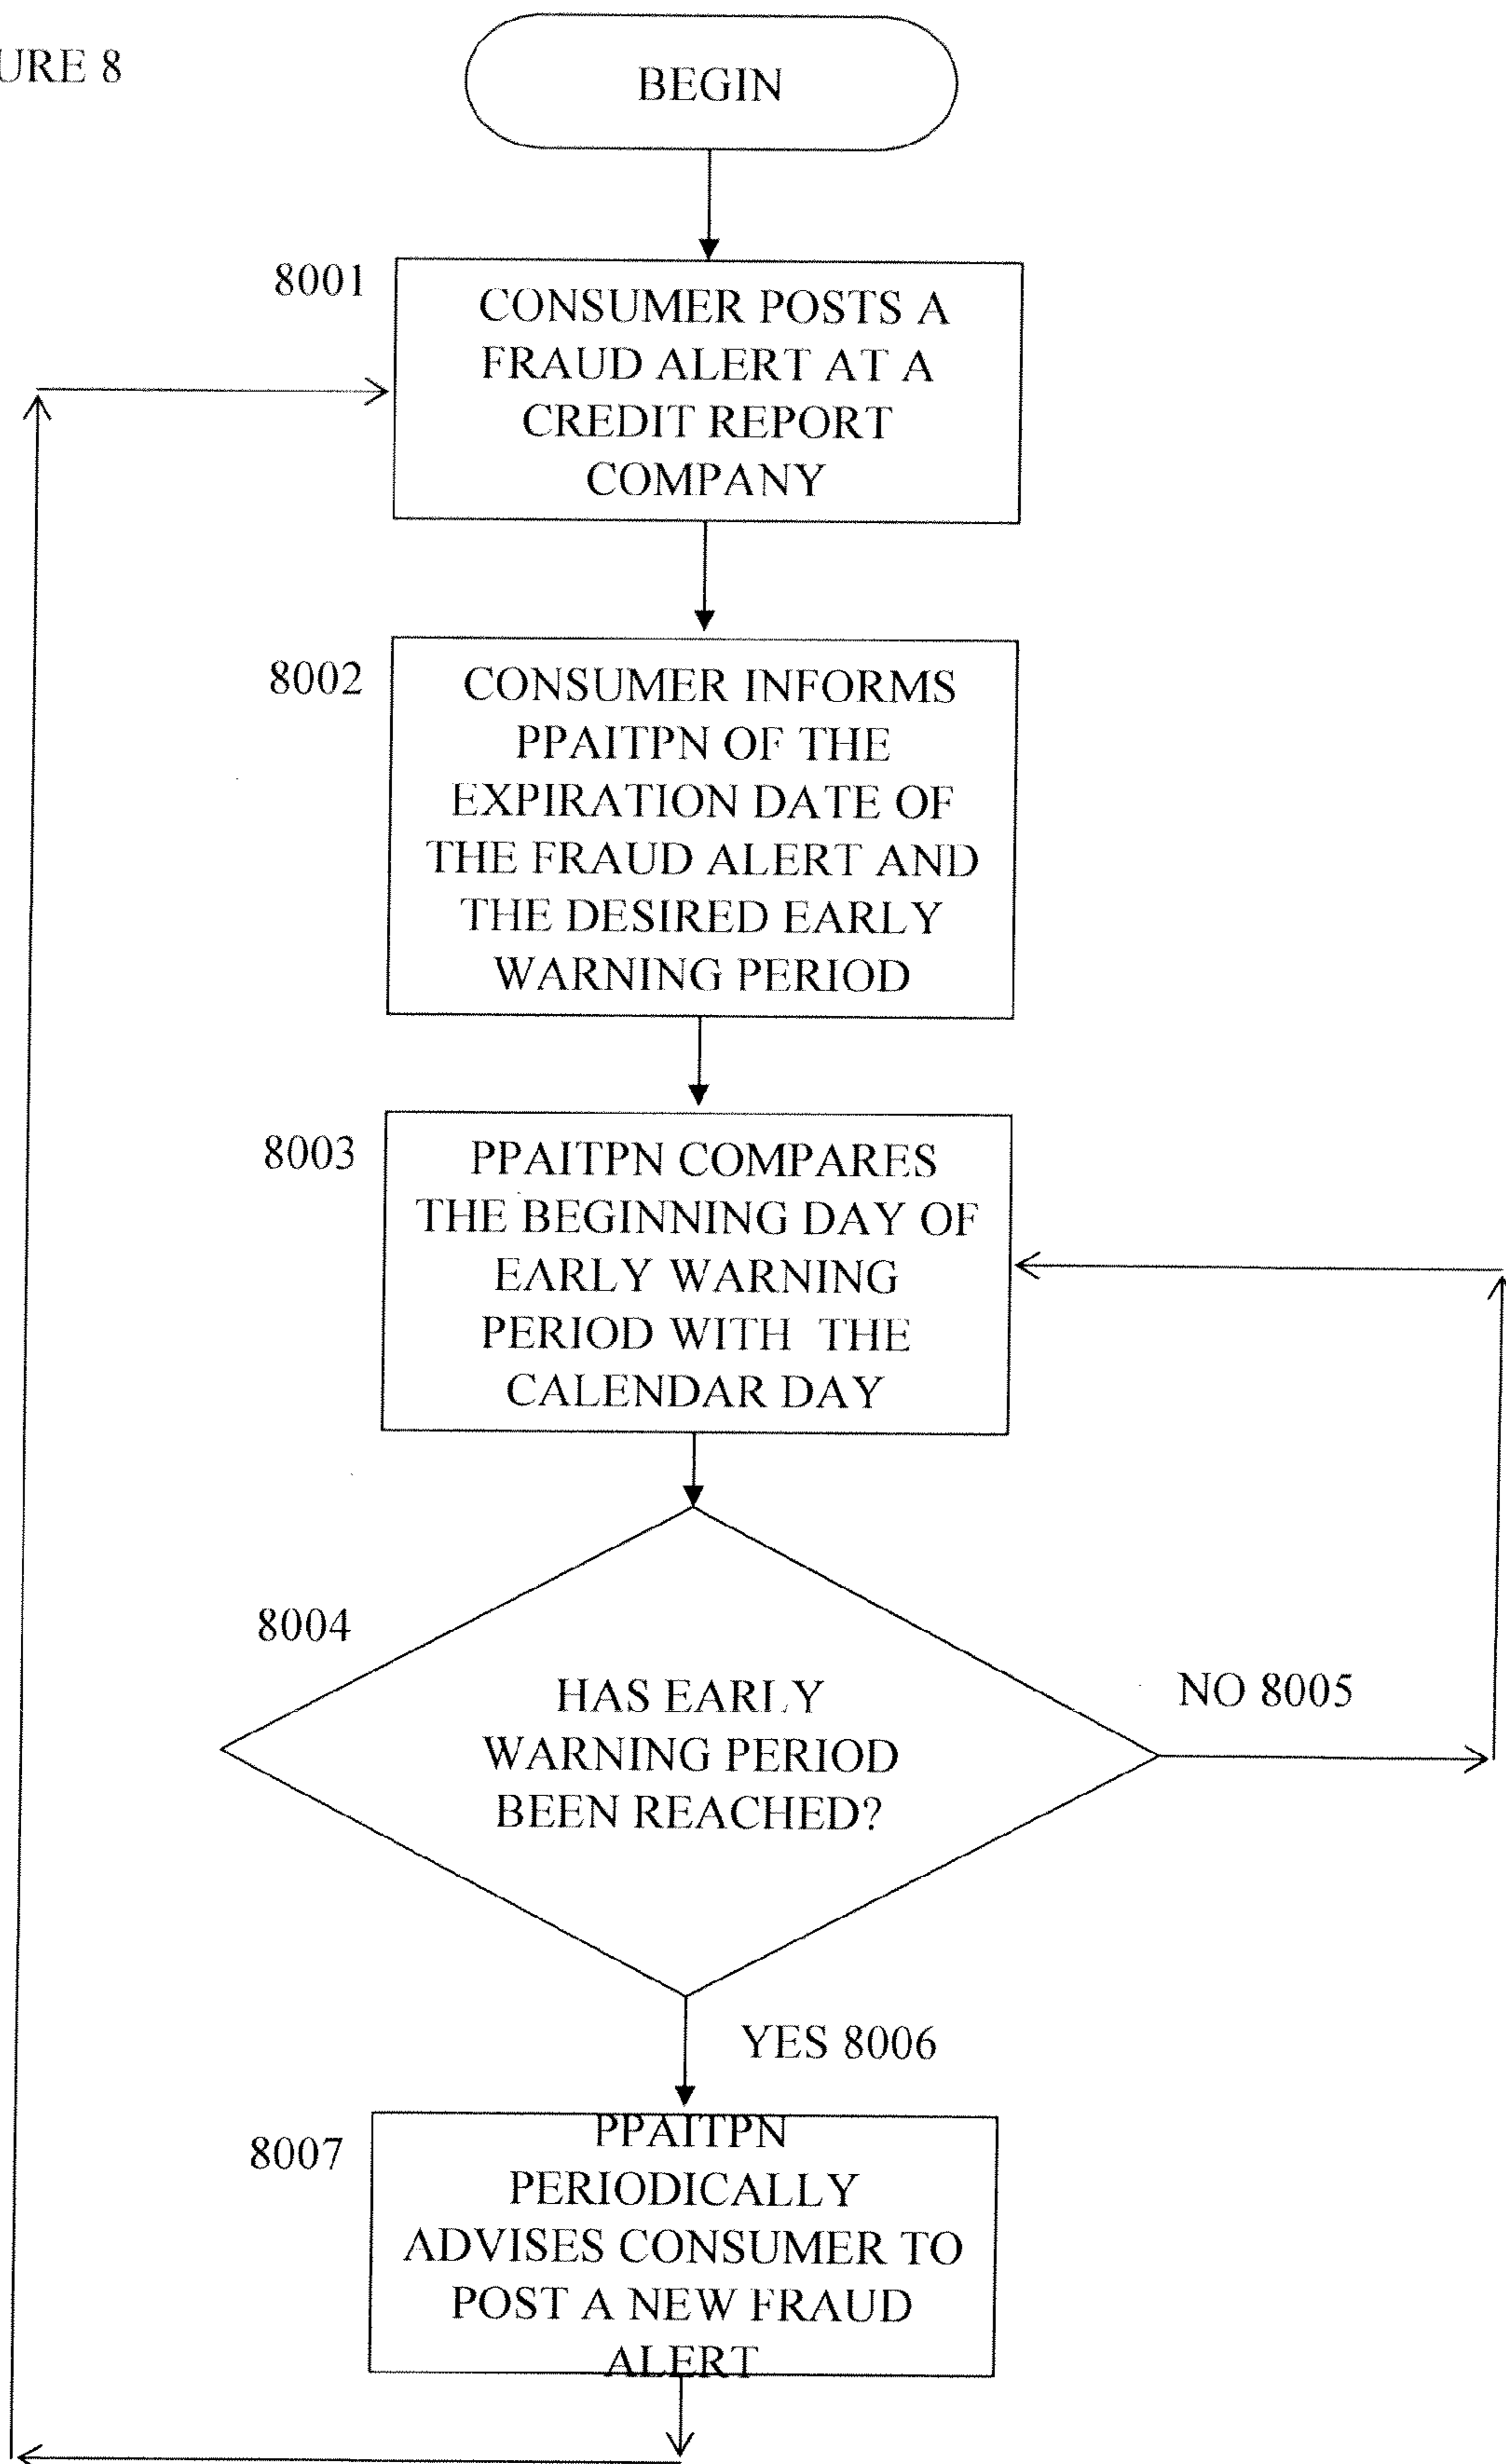 URE 8
BEGIN
8001
CONSUMER POSTS A
FRAUD ALERT AT A
CREDIT REPORT
COMPANY
8002
CONSUMER INFORMS
PPAITPN OF THE
EXPIRATION DATE OF
THE FRAUD ALERT AND
THE DESIRED EARLY
WARNING PERIOD
8003
PPAITPN COMPARES
THE BEGINNING DAY OF
EARLY WARNING
PERIOD WITH THE
CALENDAR DAY
8004
HAS EARLY
WARNING PERIOD
BEEN REACHED?
NO 8005
YES 8006
8007
PPAITPN
PERIODICALLY
ADVISES CONSUMER TO
POST A NEW FRAUD
ALERT